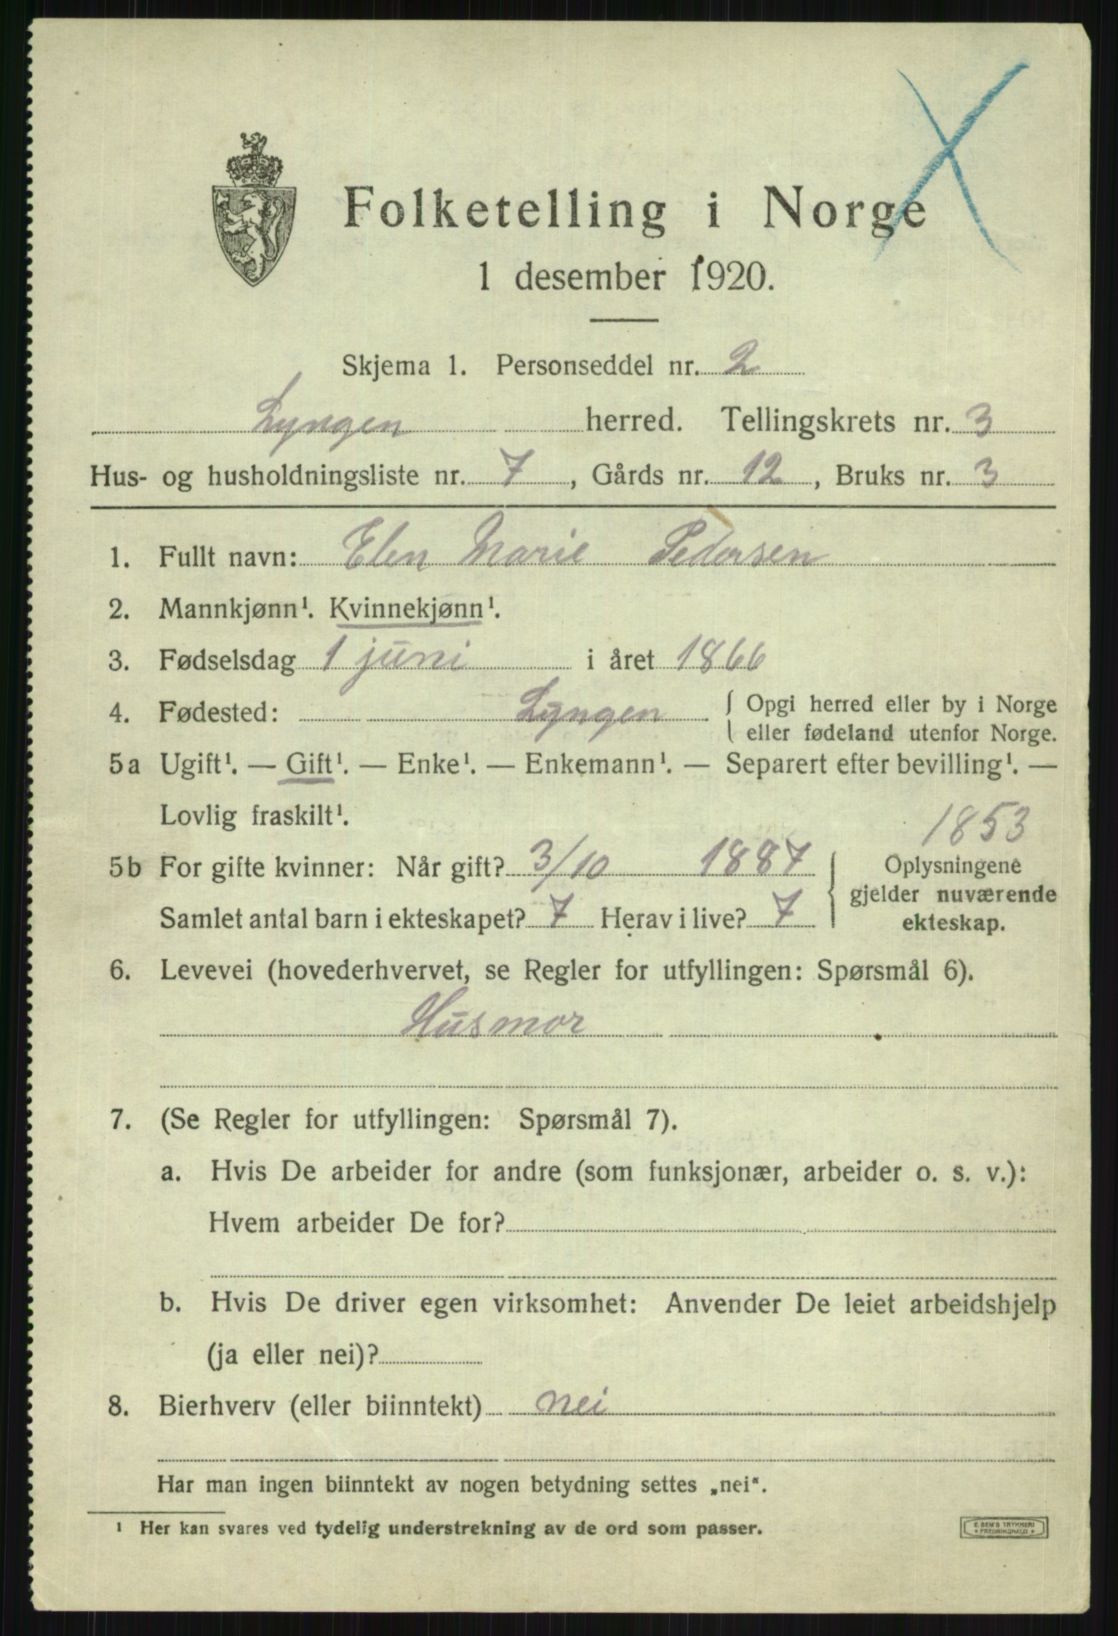 Folketelling i Norge
1 desember 1920.
Skjema 1. Personseddel nr. 2
Lyngen herred. Tellingskrets nr. 3
Hus- og husholdningsliste nr. 7, Gårds nr. 12, Bruks nr. 3
1. Fullt navn: Elen Marie Pedersen
2. Mannkjønn¹. Kvinnekjønn¹.
3. Fødselsdag 1 juni i året 1866
4. Fødested: Lyngen { Opgi herred eller by i Norge
eller fødeland utenfor Norge.
5a Ugift¹. — Gift¹. — Enke¹. — Enkemann¹. — Separert efter bevilling¹. —
Lovlig fraskilt¹.
1853
5b For gifte kvinner: Når gift? 3/10 1887 { Oplysningene
gjelder nuværende
Samlet antal barn i ekteskapet? 7 Herav i live? 7 ekteskap.
6. Levevei (hovederhvervet, se Regler for utfyllingen: Spørsmål 6).
Husmor
7. (Se Regler for utfyllingen: Spørsmål 7).
a. Hvis De arbeider for andre (som funksjonær, arbeider o. s. v.):
Hvem arbeider De for?
b. Hvis De driver egen virksomhet: Anvender De leiet arbeidshjelp
(ja eller nei)?
8. Bierhverv (eller biinntekt) nei
Har man ingen biinntekt av nogen betydning settes „nei".
¹ Her kan svares ved tydelig understrekning av de ord som passer.